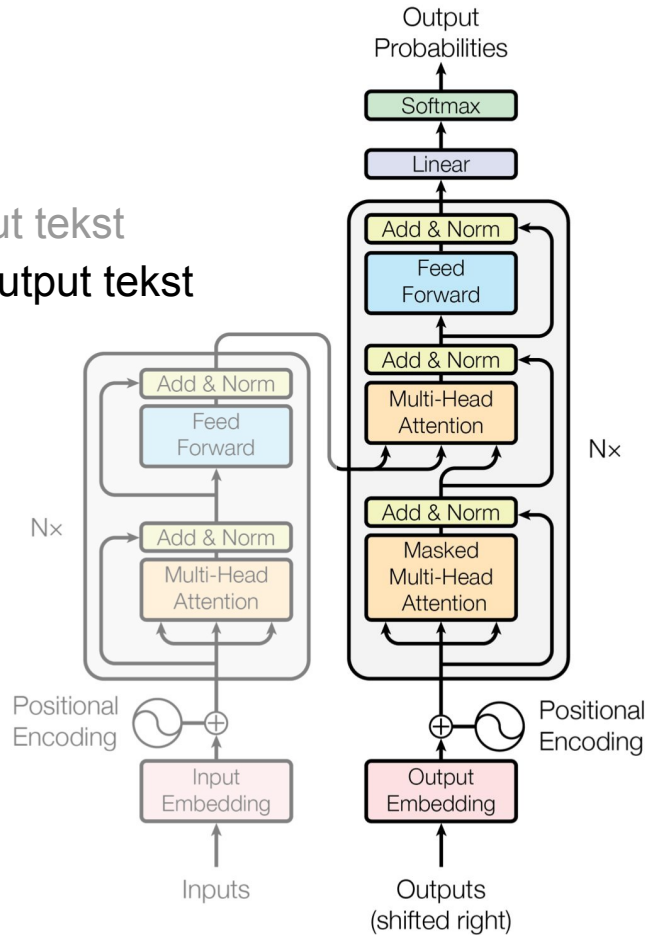 Output
Probabilities
Softmax
Linear
ut tekst
utput tekst
Add & Norm
Feed
Forward
Add & Norm
Multi-Head
Attention
Add & Norm
Masked
Multi-Head
Attention
N×
Add & Norm
Feed
Forward
Add & Norm
Multi-Head
Attention
N×
Positional
Encoding
Positional
Encoding
Input
Embedding
Output
Embedding
Inputs
Outputs
(shifted right)